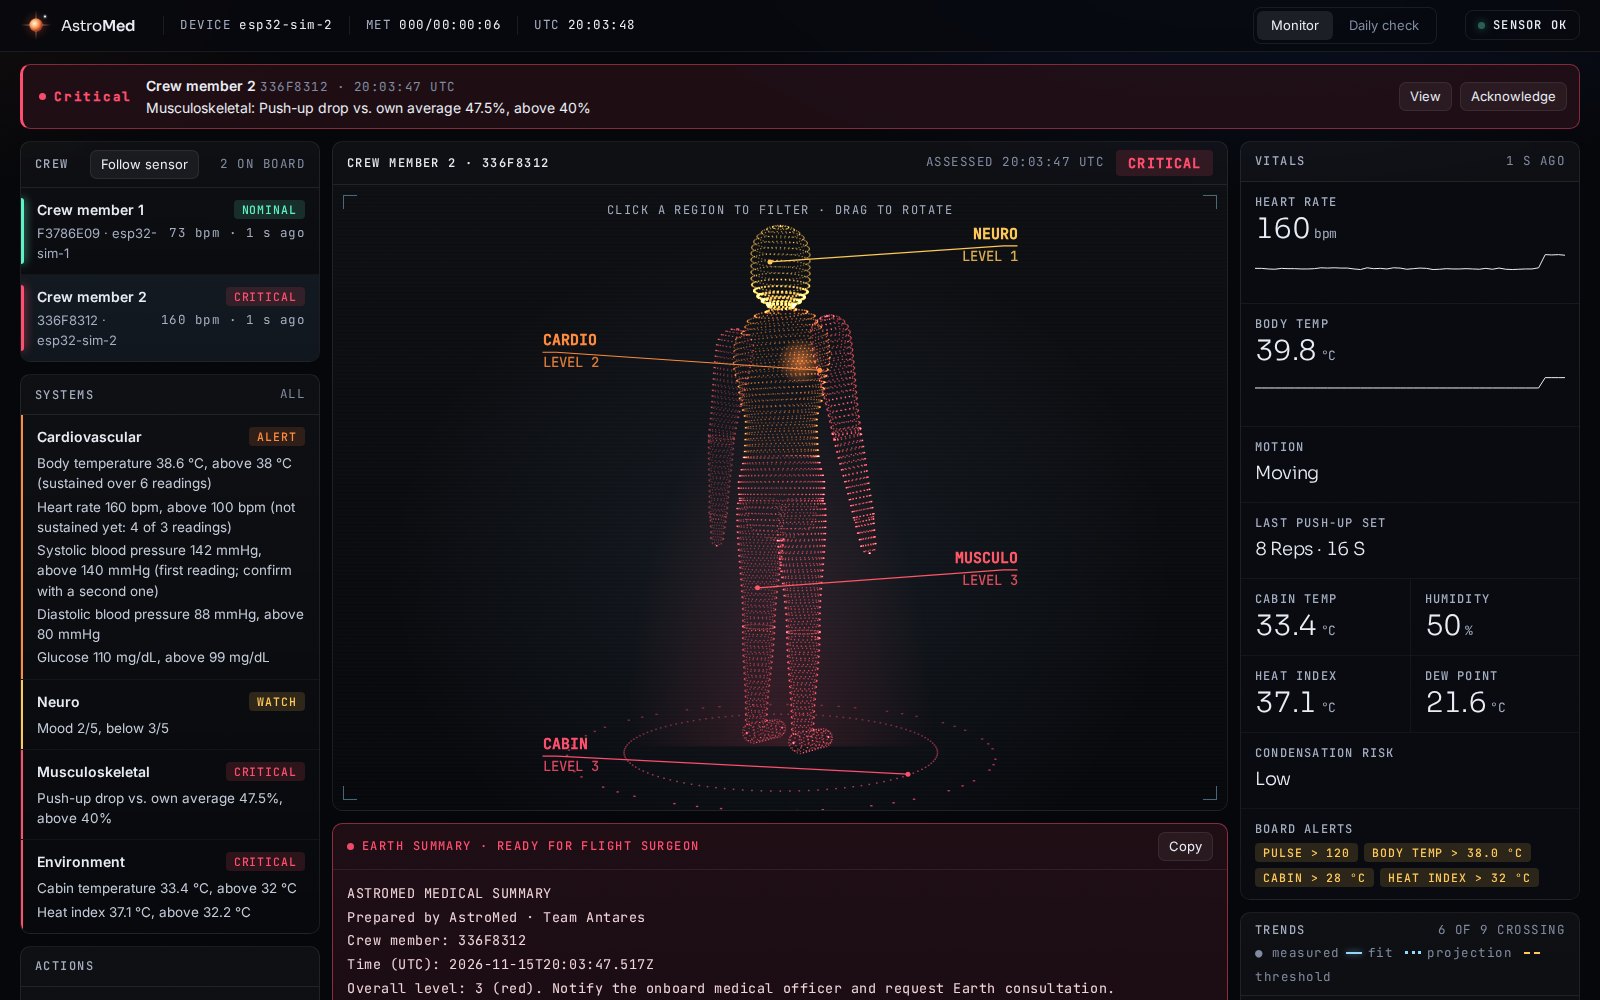 AstroMed DEVICE esp32-sim-2 MET 000/00:00:06 UTC 20:03:48 Monitor Daily check SENSOR OK
Critical
Crew member 2 336F8312 · 20:03:47 UTC
Musculoskeletal: Push-up drop vs. own average 47.5%, above 40%
View Acknowledge
CREW Follow sensor 2 ON BOARD
Crew member 1 NOMINAL
F3786E09 · esp32- 73 bpm · 1 s ago
sim-1
Crew member 2 CRITICAL
336F8312 · 160 bpm · 1 s ago
esp32-sim-2
SYSTEMS ALL
Cardiovascular ALERT
Body temperature 38.6 °C, above 38 °C
(sustained over 6 readings)
Heart rate 160 bpm, above 100 bpm (not
sustained yet: 4 of 3 readings)
Systolic blood pressure 142 mmHg,
above 140 mmHg (first reading; confirm
with a second one)
Diastolic blood pressure 88 mmHg, above
80 mmHg
Glucose 110 mg/dL, above 99 mg/dL
Neuro WATCH
Mood 2/5, below 3/5
Musculoskeletal CRITICAL
Push-up drop vs. own average 47.5%,
above 40%
Environment CRITICAL
Cabin temperature 33.4 °C, above 32 °C
Heat index 37.1 °C, above 32.2 °C
ACTIONS
CREW MEMBER 2 · 336F8312 ASSESSED 20:03:47 UTC CRITICAL
CLICK A REGION TO FILTER · DRAG TO ROTATE
NEURO
LEVEL 1
CARDIO
LEVEL 2
MUSCULO
LEVEL 3
CABIN
LEVEL 3
EARTH SUMMARY · READY FOR FLIGHT SURGEON Copy
ASTROMED MEDICAL SUMMARY
Prepared by AstroMed · Team Antares
Crew member: 336F8312
Time (UTC): 2026-11-15T20:03:47.517Z
Overall level: 3 (red). Notify the onboard medical officer and request Earth consultation.
VITALS 1 S AGO
HEART RATE
160 bpm
BODY TEMP
39.8 °C
MOTION
Moving
LAST PUSH-UP SET
8 Reps · 16 S
CABIN TEMP HUMIDITY
33.4 °C 50 %
HEAT INDEX DEW POINT
37.1 °C 21.6 °C
CONDENSATION RISK
Low
BOARD ALERTS
PULSE > 120 BODY TEMP > 38.0 °C
CABIN > 28 °C HEAT INDEX > 32 °C
TRENDS 6 OF 9 CROSSING
measured fit projection
threshold